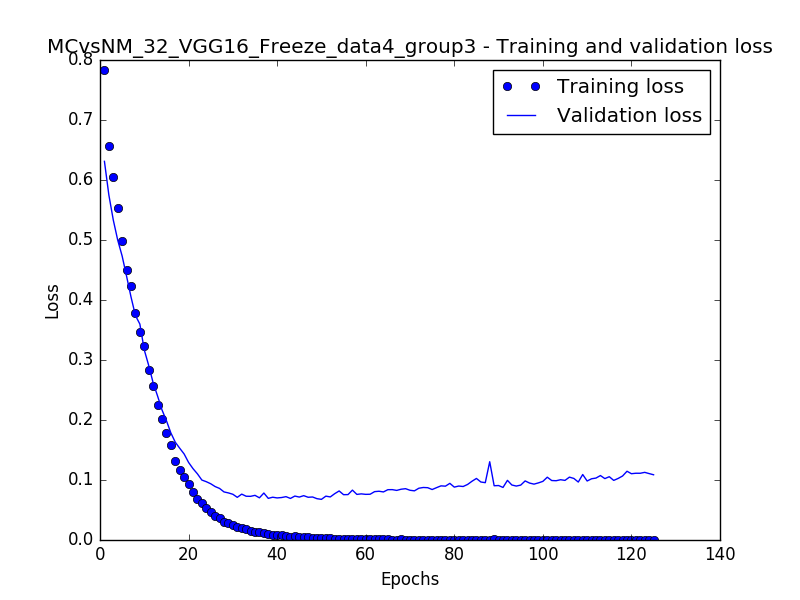 MCvsNM_32_VGG16_Freeze_data4_group3 - Training and validation loss
Training loss
Validation loss
0.8
0.7
0.6
0.5
0.4
0.3
0.2
0.1
0.0
Loss
0 20 40 60 80 100 120 140
Epochs